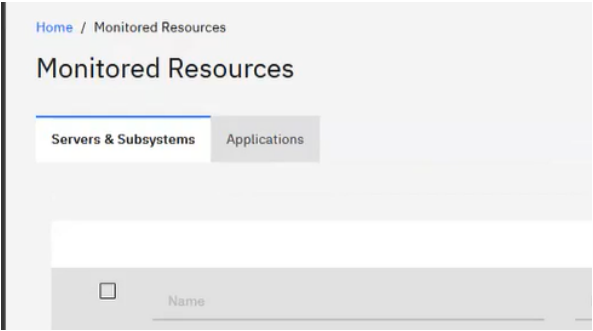 Home / Monitored Resources
Monitored Resources
Servers & Subsystems Applications
Name